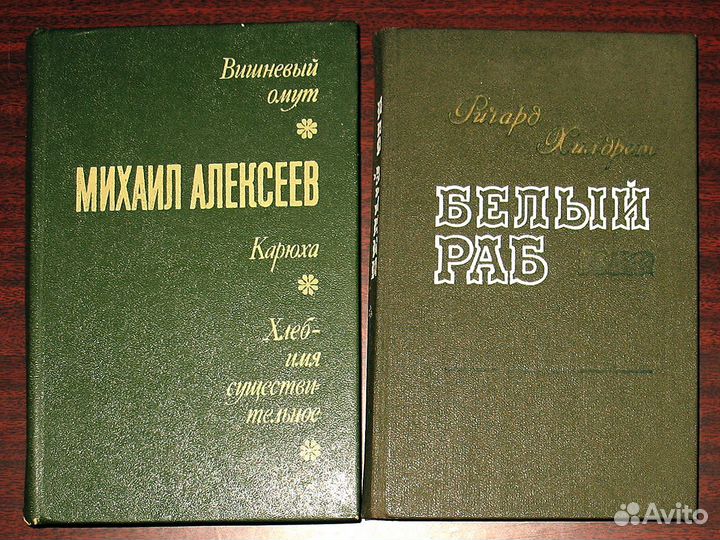 Вишневый
омут
МИХАИЛ АЛЕКСЕЕВ
Карюха
Хлеб-
имя
существи-
тельное
Ричард
Хилдрет
БЕЛЫЙ
РАБ
Avito